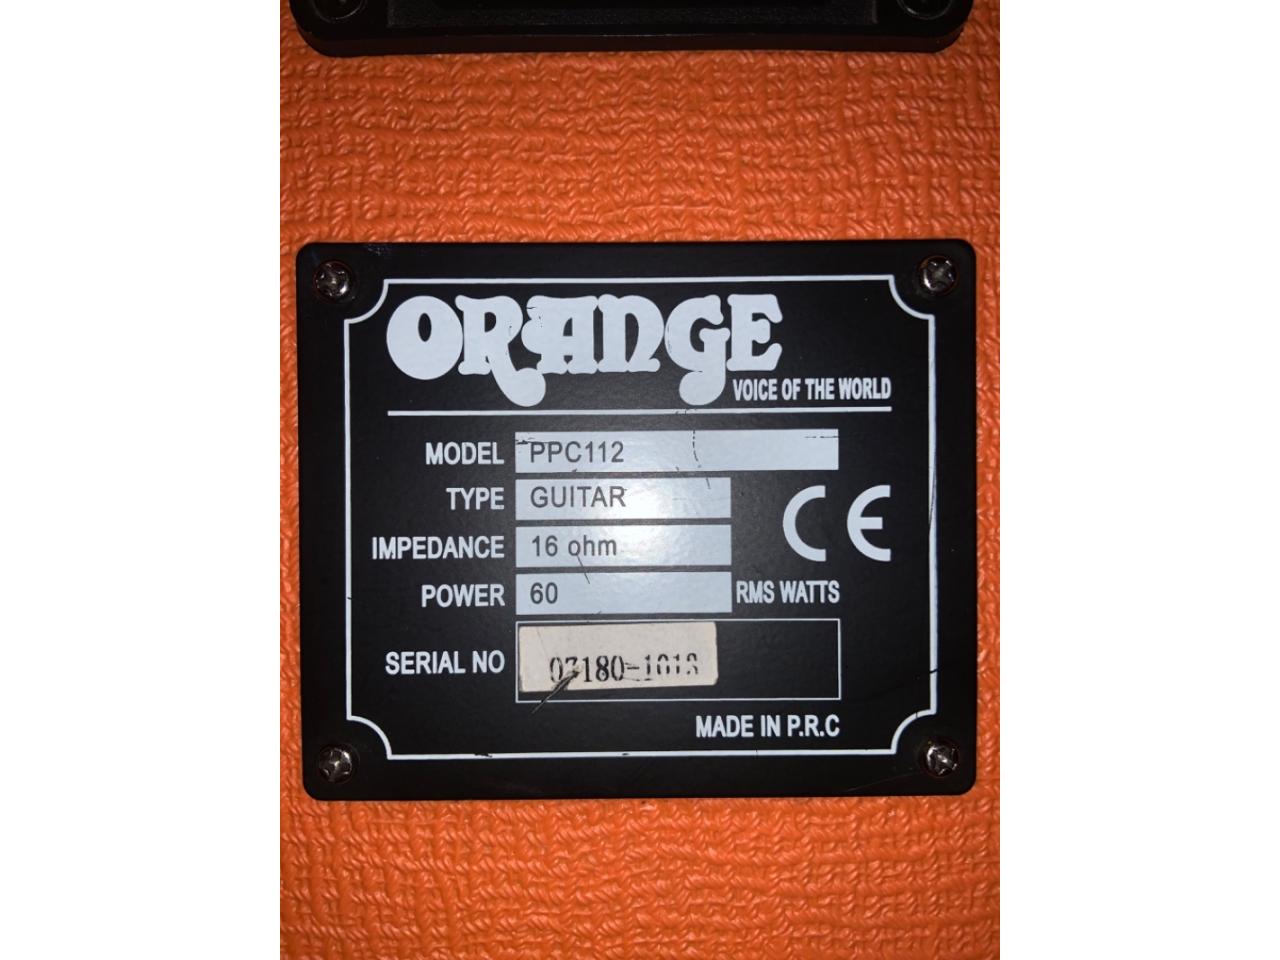 ORANGE
VOICE OF THE WORLD
MODEL PPC112
TYPE GUITAR
IMPEDANCE 16 ohm
CE
POWER 60 RMS WATTS
SERIAL NO
MADE IN P.R.C